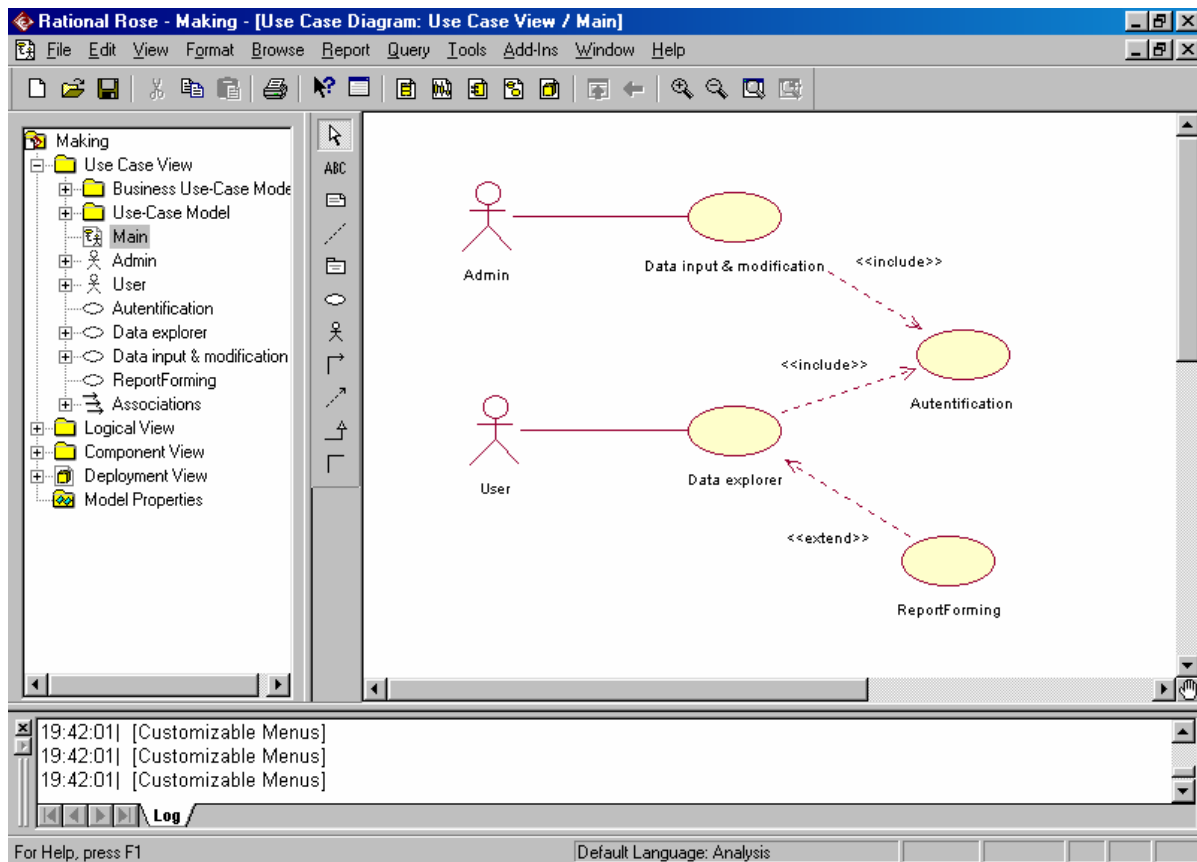 Rational Rose - Making - [Use Case Diagram: Use Case View / Main]
File Edit View Format Browse Report Query Tools Add-Ins Window Help
Making
Use Case View
Business Use-Case Mode
Use-Case Model
Main
Admin
User
Autentification
Data explorer
Data input & modification
ReportForming
Associations
Logical View
Component View
Deployment View
Model Properties
ABC
Admin
Data input & modification
<<include>>
<<include>>
Autentification
User
Data explorer
<<extend>>
ReportForming
19:42:01| [Customizable Menus]
19:42:01| [Customizable Menus]
19:42:01| [Customizable Menus]
Log
For Help, press F1
Default Language: Analysis